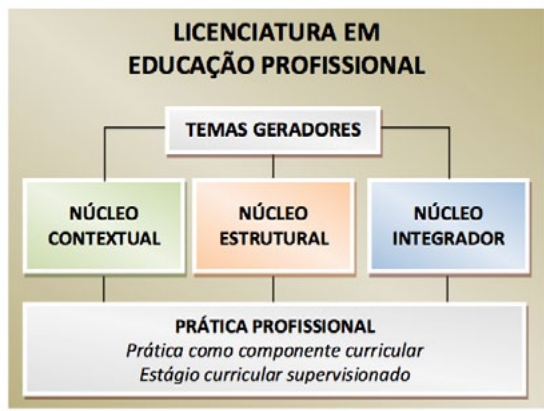 LICENCIATURA EM
EDUCAÇÃO PROFISSIONAL
TEMAS GERADORES
NÚCLEO
CONTEXTUAL
NÚCLEO
ESTRUTURAL
NÚCLEO
INTEGRADOR
PRÁTICA PROFISSIONAL
Prática como componente curricular
Estágio curricular supervisionado